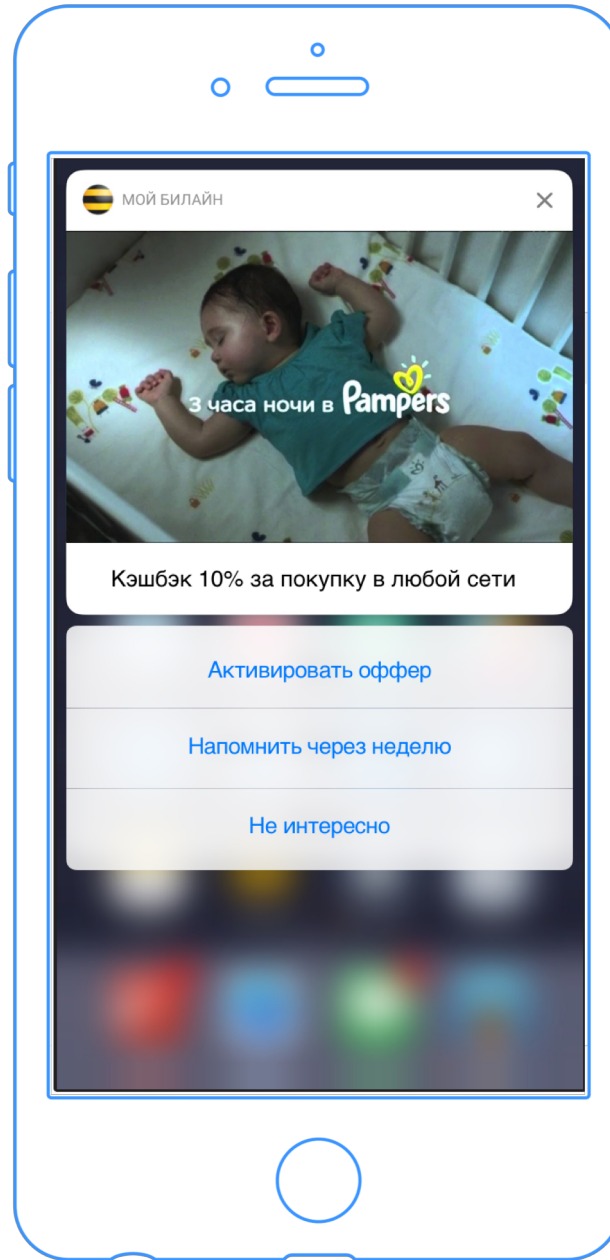 МОЙ БИЛАЙН
3 часа ночи в Pampers
Кэшбэк 10% за покупку в любой сети
Активировать оффер
Напомнить через неделю
Не интересно